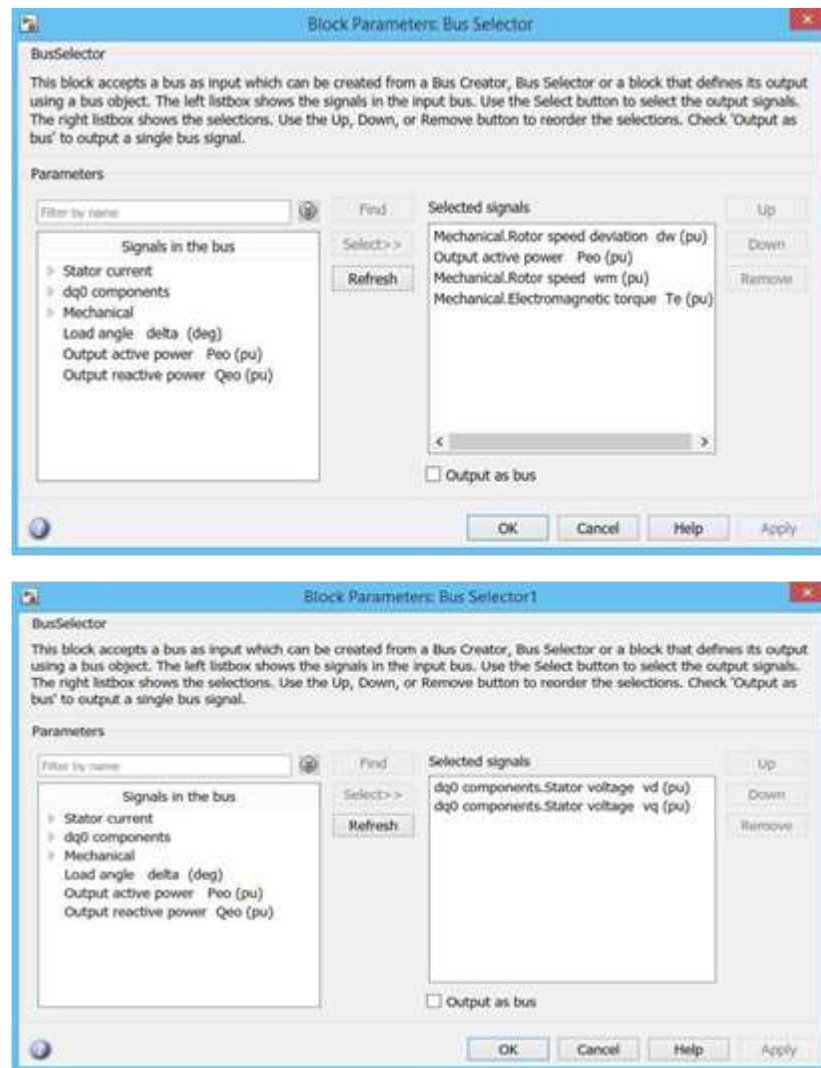 Block Parameters: Bus Selector
BusSelector
This block accepts a bus as input which can be created from a Bus Creator, Bus Selector or a block that defines its output
using a bus object. The left listbox shows the signals in the input bus. Use the Select button to select the output signals.
The right listbox shows the selections. Use the Up, Down, or Remove button to reorder the selections. Check 'Output as
bus' to output a single bus signal.
Parameters
Filter by name
Find
Selected signals
Up
Signals in the bus
Select>>
Mechanical.Rotor speed deviation dw (pu)
Down
Stator current
Output active power Peo (pu)
dq0 components
Refresh
Mechanical.Rotor speed wm (pu)
Remove
Mechanical
Mechanical.Electromagnetic torque Te (pu)
Load angle delta (deg)
Output active power Peo (pu)
Output reactive power Qeo (pu)
Output as bus
OK
Cancel
Help
Apply
Block Parameters: Bus Selector1
BusSelector
This block accepts a bus as input which can be created from a Bus Creator, Bus Selector or a block that defines its output
using a bus object. The left listbox shows the signals in the input bus. Use the Select button to select the output signals.
The right listbox shows the selections. Use the Up, Down, or Remove button to reorder the selections. Check 'Output as
bus' to output a single bus signal.
Parameters
Filter by name
Find
Selected signals
Up
Signals in the bus
Select>>
dq0 components.Stator voltage vd (pu)
Down
Stator current
dq0 components.Stator voltage vq (pu)
dq0 components
Refresh
Remove
Mechanical
Load angle delta (deg)
Output active power Peo (pu)
Output reactive power Qeo (pu)
Output as bus
OK
Cancel
Help
Apply